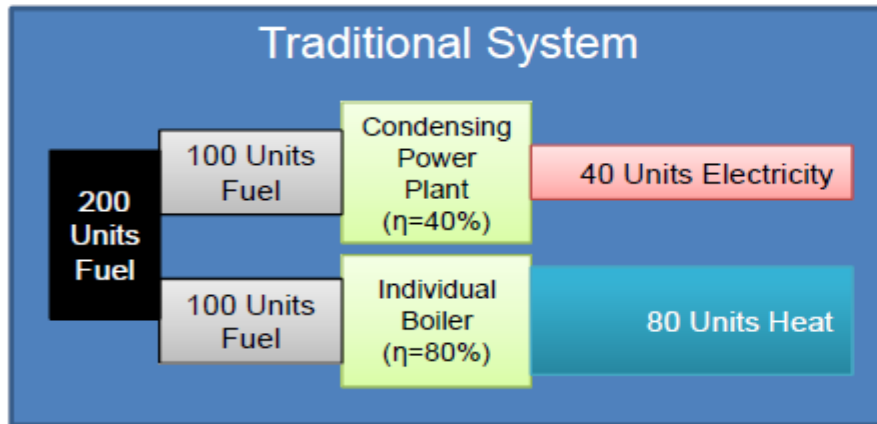 Traditional System
200
Units
Fuel
100 Units
Fuel
Condensing
Power
Plant
(η=40%)
40 Units Electricity
100 Units
Fuel
Individual
Boiler
(η=80%)
80 Units Heat